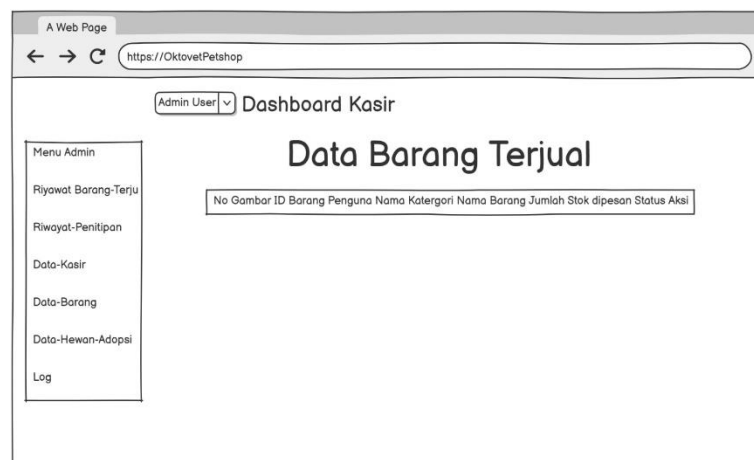 A Web Page
https://OktovetPetshop
Admin User Dashboard Kasir
Data Barang Terjual
No Gambar ID Barang Penguna Nama Katergori Nama Barang Jumlah Stok dipesan Status Aksi
Menu Admin
Riyawat Barang-Terju
Riwayat-Penitipan
Data-Kasir
Data-Barang
Data-Hewan-Adopsi
Log